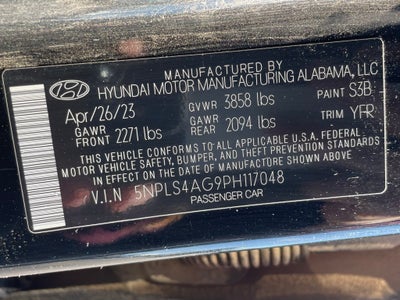 MANUFACTURED BY
HYUNDAI MOTOR MANUFACTURING ALABAMA, LLC
Apr/26/23 GVWR 3858 lbs PAINT S3B
GAWR FRONT 2271 lbs GAWR REAR 2094 lbs TRIM YFR
THIS VEHICLE CONFORMS TO ALL APPLICABLE U.S.A. FEDERAL
MOTOR VEHICLE SAFETY, BUMPER, AND THEFT PREVENTION STANDARDS
IN EFFECT ON THE DATE OF MANUFACTURE SHOWN ABOVE.
V.I.N 5NPLS4AG9PH117048
PASSENGER CAR